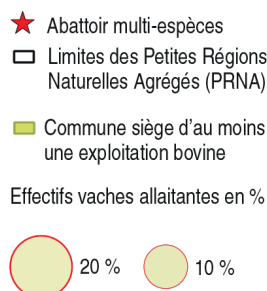 Abattoir multi-espèces
Limites des Petites Régions
Naturelles Agrégés (PRNA)
Commune siège d'au moins
une exploitation bovine
Effectifs vaches allaitantes en %
20 % 10 %